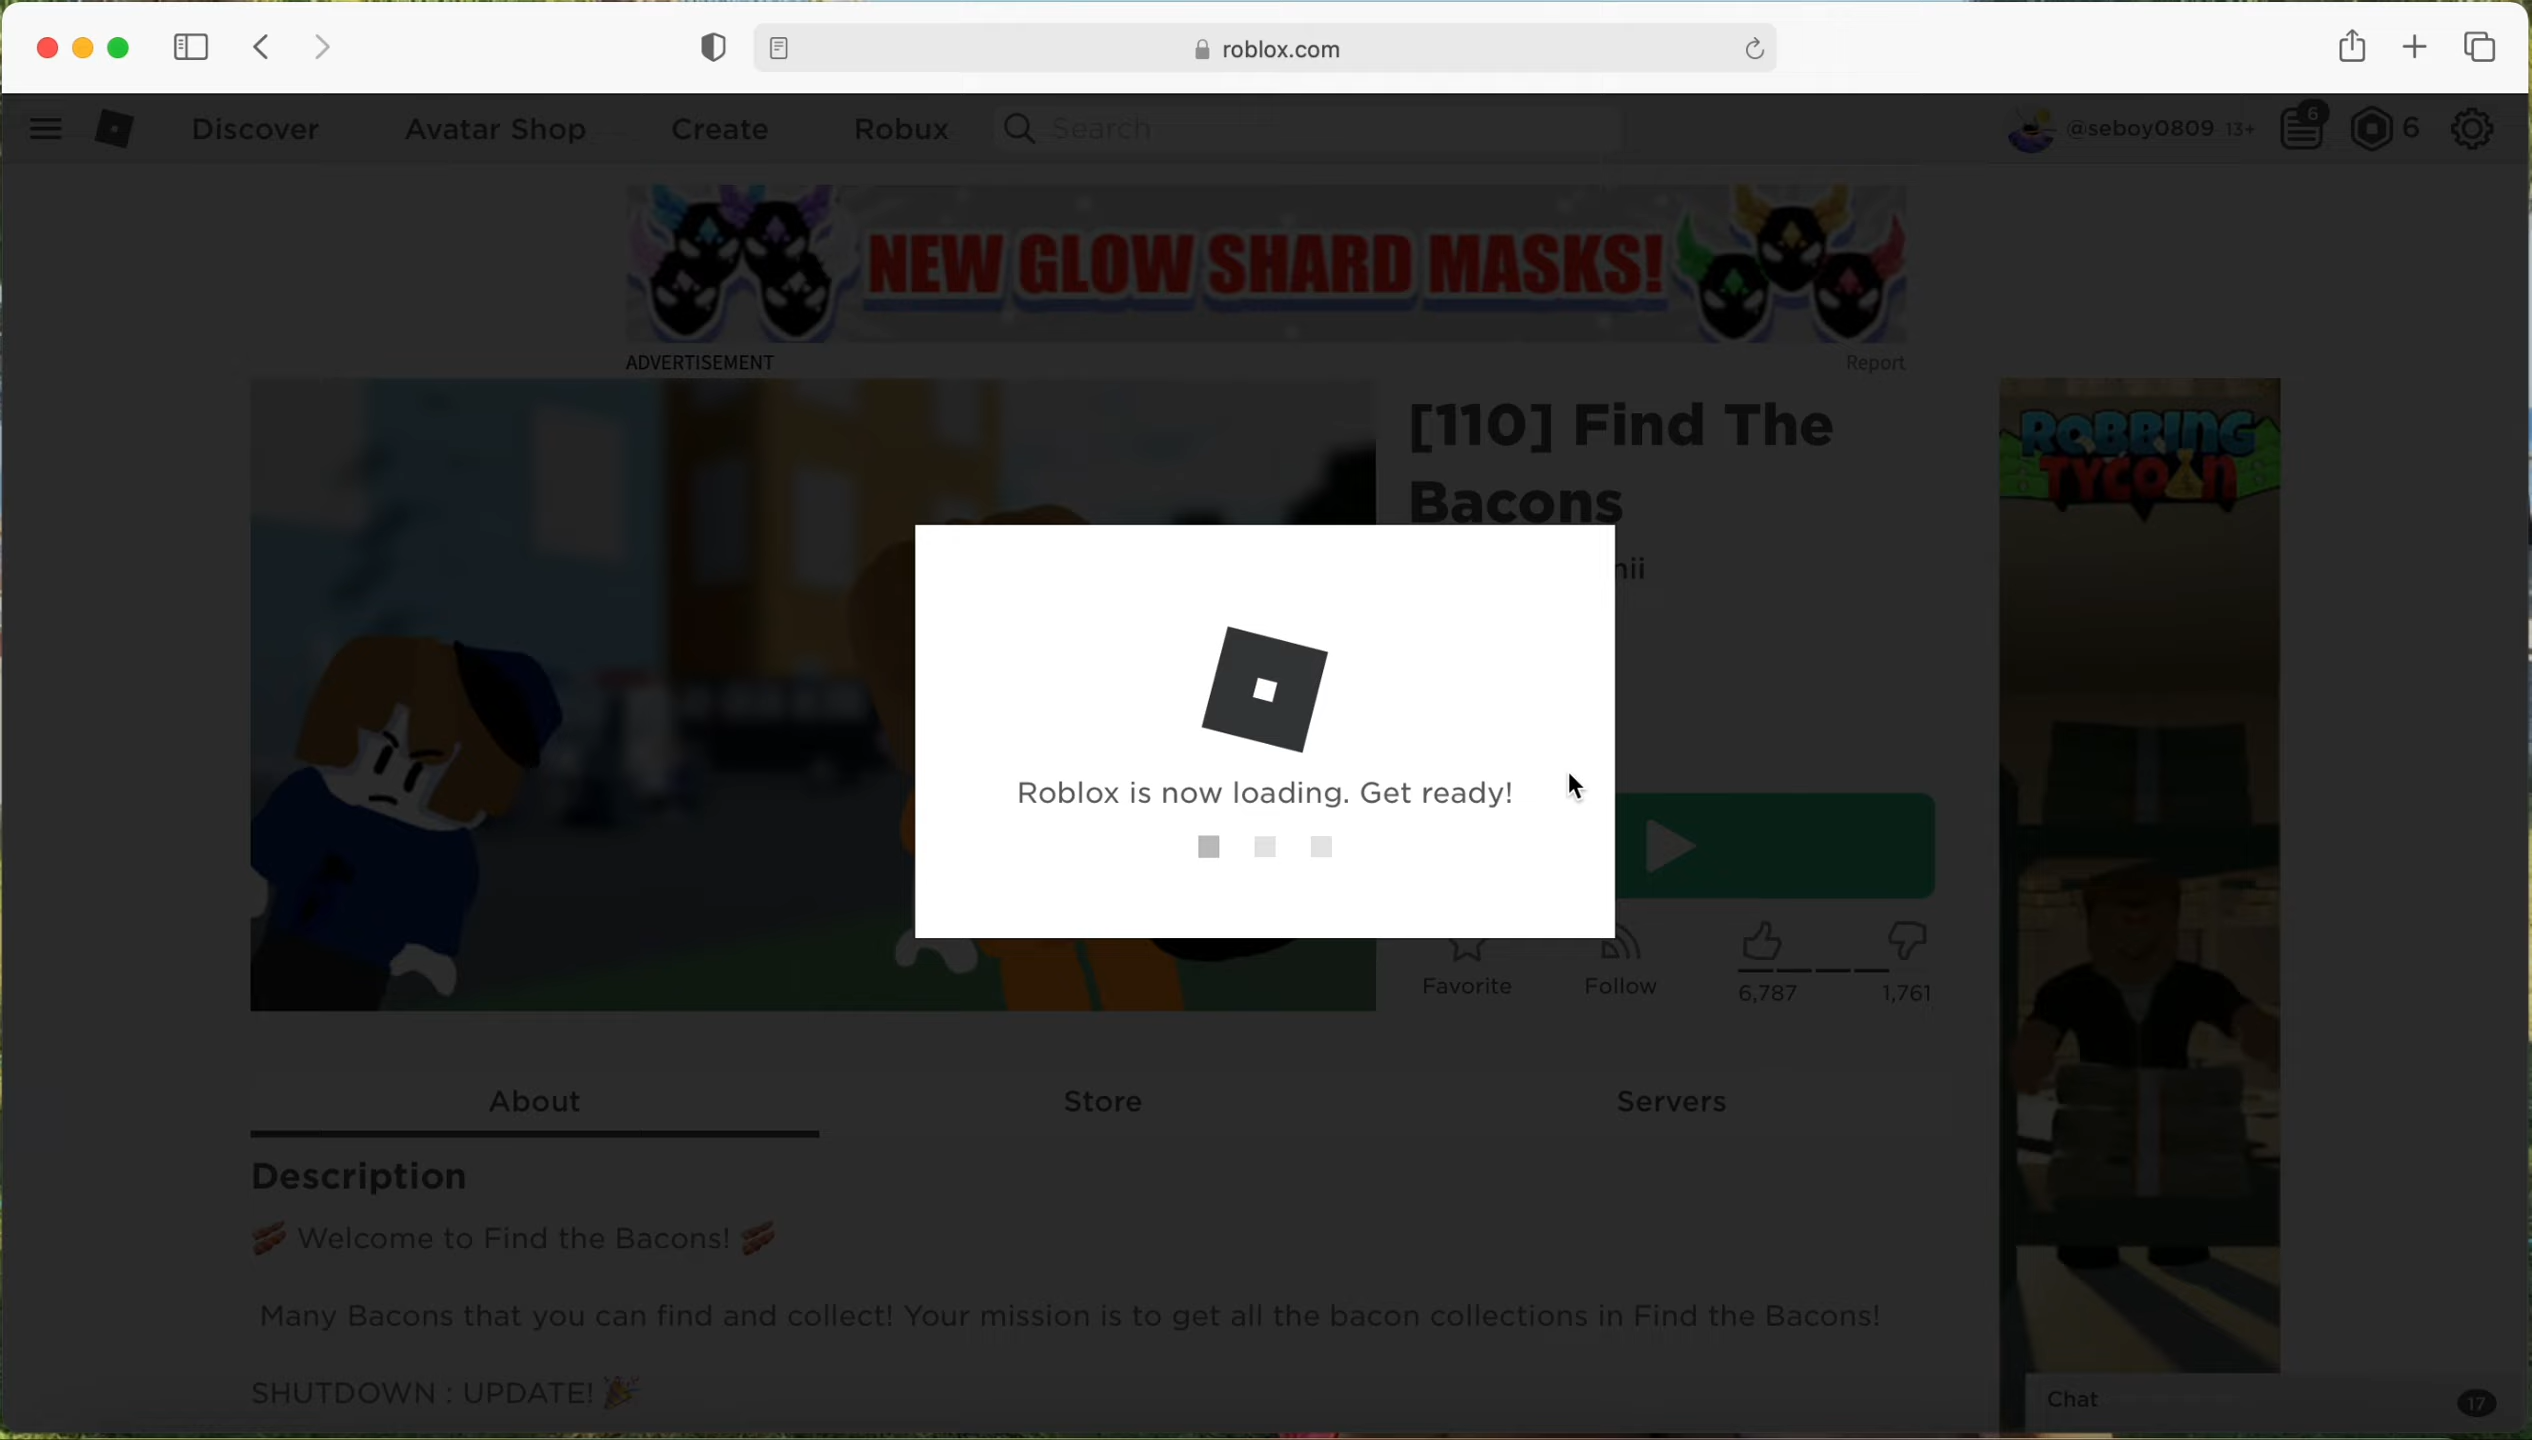 roblox.com
Discover
Avatar Shop
Create
Robux
Search
@seboy0809 13+
6
6
NEW GLOW SHARD MASKS!
ADVERTISEMENT
Report
[110] Find The
Bacons
ROBBING
TYCOON
Roblox is now loading. Get ready!
Favorite
Follow
6,787
1,761
About
Store
Servers
Description
Welcome to Find the Bacons!
Many Bacons that you can find and collect! Your mission is to get all the bacon collections in Find the Bacons!
SHUTDOWN : UPDATE!
Chat
17